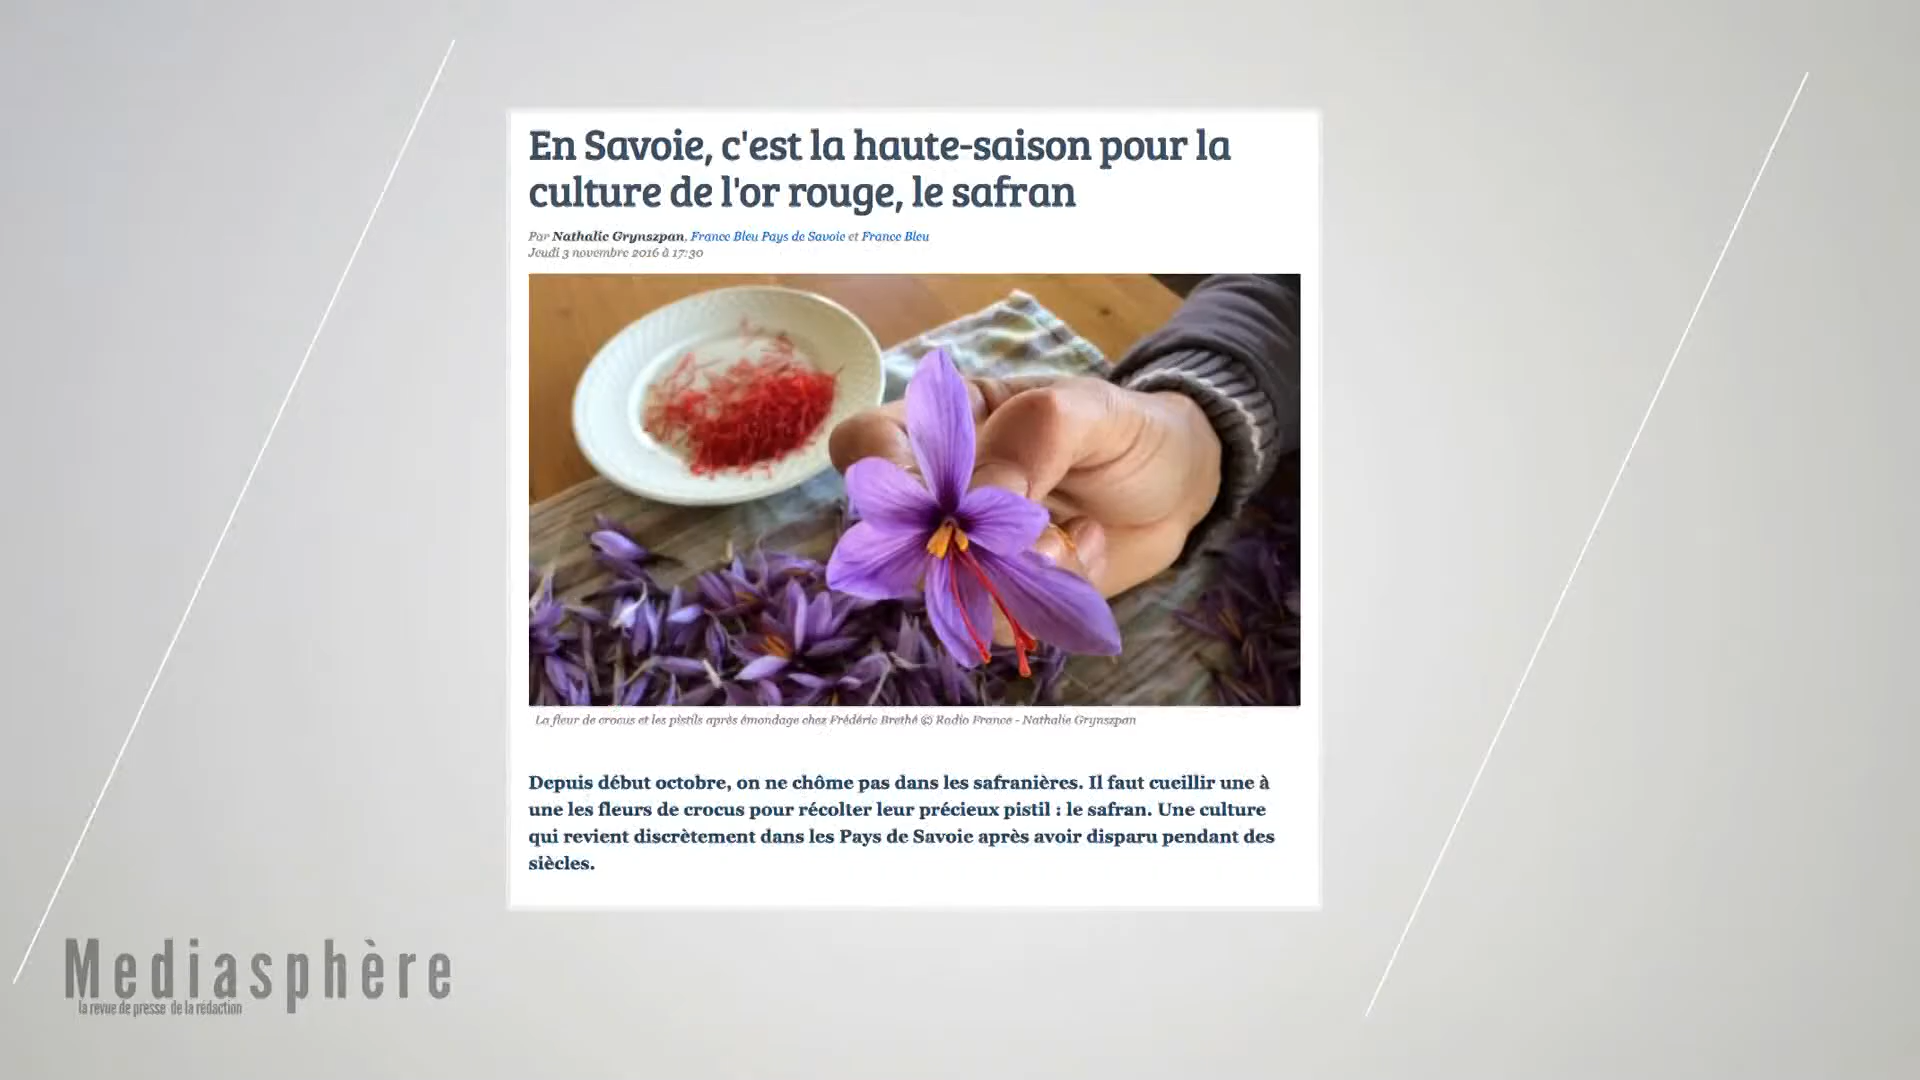 En Savoie, c'est la haute-saison pour la
culture de l'or rouge, le safran
Par Nathalie Grynszpan, France Bleu Pays de Savoie et France Bleu
Jeudi 3 novembre 2016 à 17:30
La fleur de crocus et les pistils après émondage chez Frédéric Brethé © Radio France - Nathalie Grynszpan
Depuis début octobre, on ne chôme pas dans les safranières. Il faut cueillir une à
une les fleurs de crocus pour récolter leur précieux pistil : le safran. Une culture
qui revient discrètement dans les Pays de Savoie après avoir disparu pendant des
siècles.
Mediasphère
la revue de presse de la rédaction